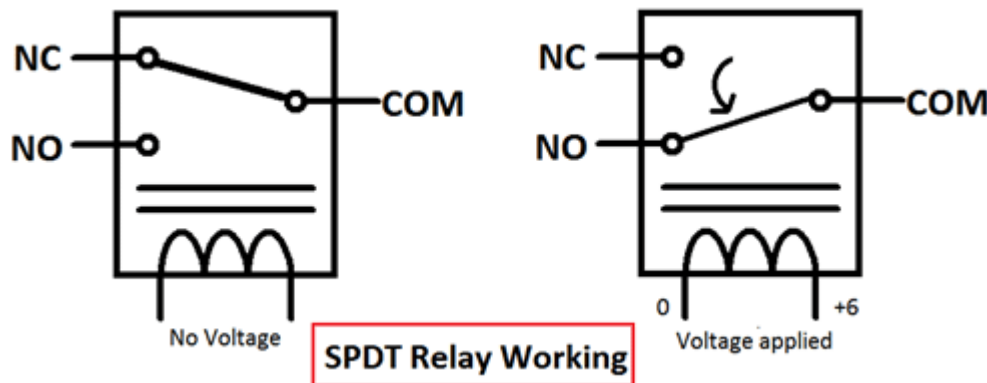 NC
COM
NO
No Voltage
NC
COM
NO
0
+6
Voltage applied
SPDT Relay Working